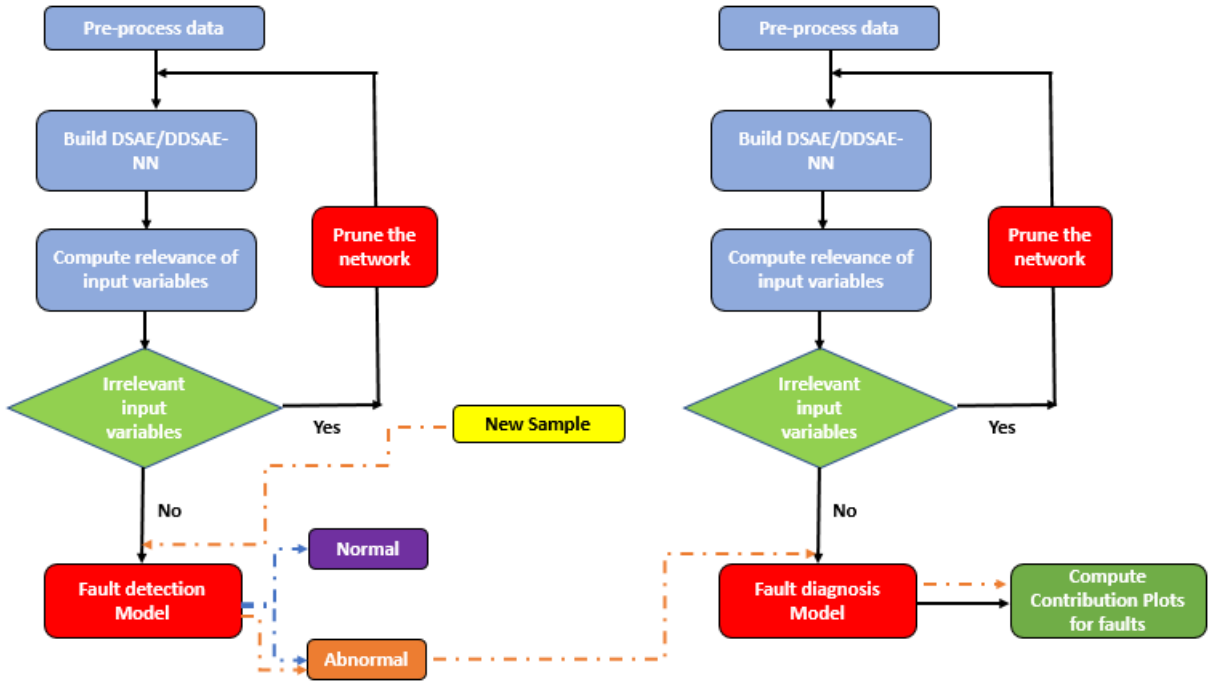 Pre-process data
Build DSAE/DDSAE-
NN
Compute relevance of
input variables
Prune the
network
Irrelevant
input
variables
Yes
No
New Sample
Normal
Fault detection
Model
Abnormal
Pre-process data
Build DSAE/DDSAE-
NN
Compute relevance of
input variables
Prune the
network
Irrelevant
input
variables
Yes
No
Fault diagnosis
Model
Compute
Contribution Plots
for faults